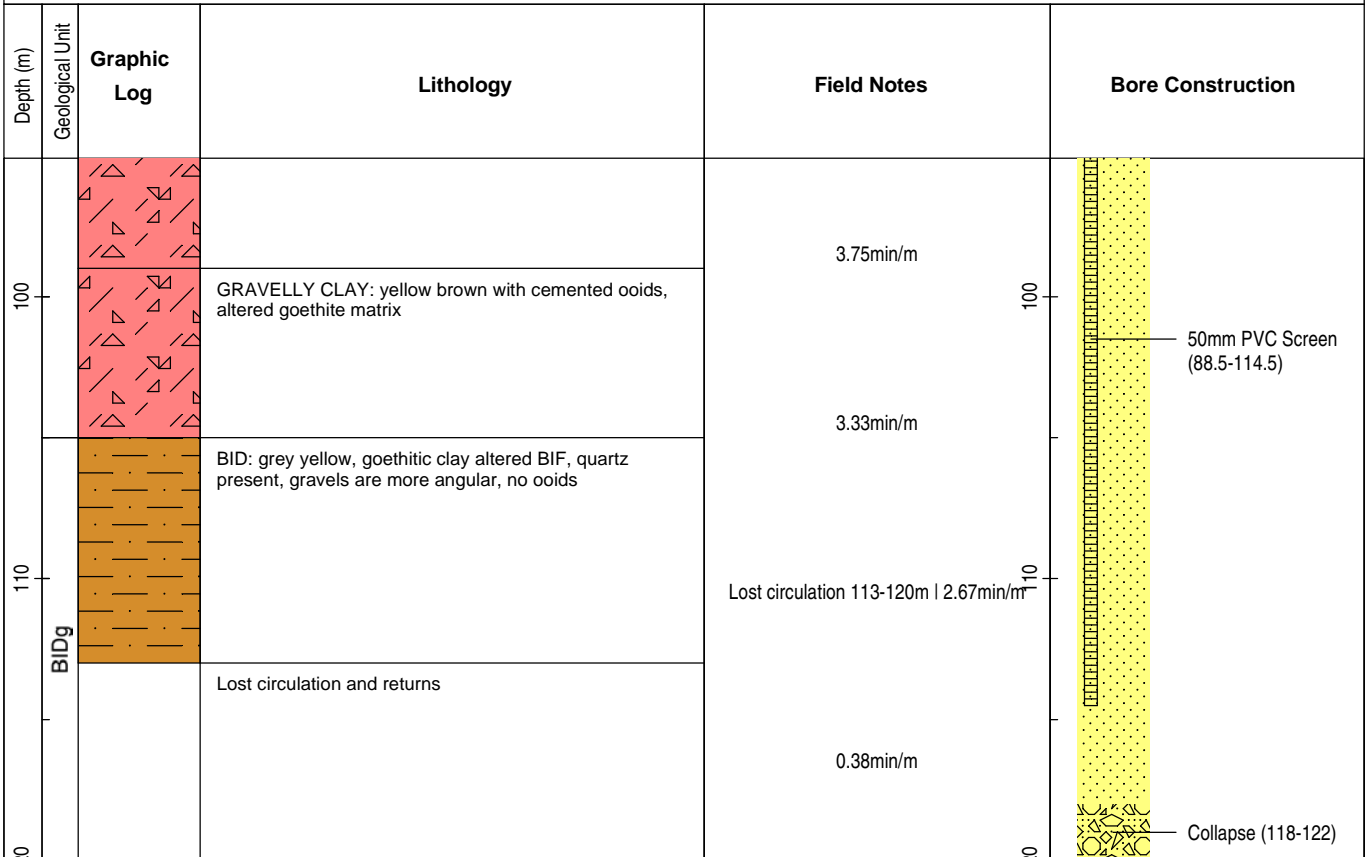 Depth (m)
Geological Unit
Graphic
Log
Lithology
Field Notes
Bore Construction
3.75min/m
100
GRAVELLY CLAY: yellow brown with cemented ooids,
altered goethite matrix
100
50mm PVC Screen
(88.5-114.5)
3.33min/m
BID: grey yellow, goethitic clay altered BIF, quartz
present, gravels are more angular, no ooids
110
Lost circulation 113-120m | 2.67min/m
110
BIDg
Lost circulation and returns
0.38min/m
Collapse (118-122)